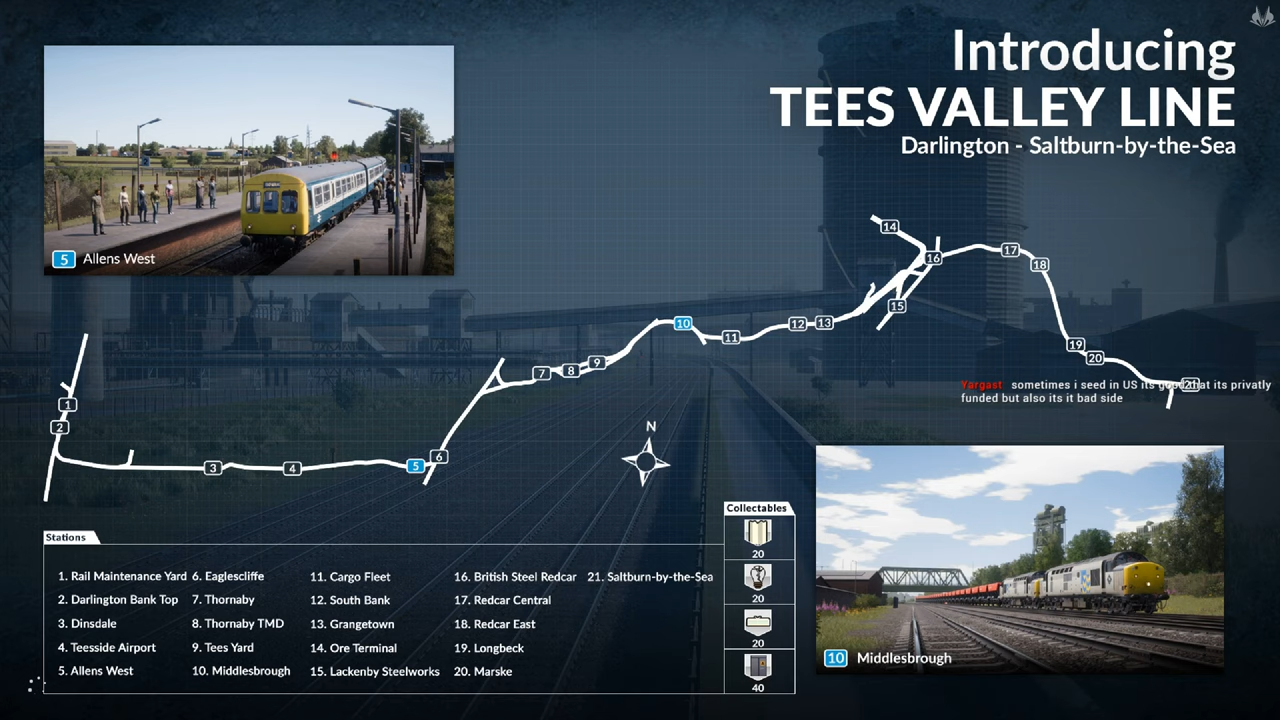 Introducing
TEES VALLEY LINE
Darlington - Saltburn-by-the-Sea
5 Allens West
14
16
17
18
15
10
11
12
13
19
20
21
7
8
9
1
2
3
4
5
6
N
Yargast sometimes i seed in US its good that its privatly
funded but also its it bad side
Stations
1. Rail Maintenance Yard
2. Darlington Bank Top
3. Dinsdale
4. Teesside Airport
5. Allens West
6. Eaglescliffe
7. Thornaby
8. Thornaby TMD
9. Tees Yard
10. Middlesbrough
11. Cargo Fleet
12. South Bank
13. Grangetown
14. Ore Terminal
15. Lackenby Steelworks
16. British Steel Redcar
17. Redcar Central
18. Redcar East
19. Longbeck
20. Marske
21. Saltburn-by-the-Sea
Collectables
20
20
20
40
10 Middlesbrough